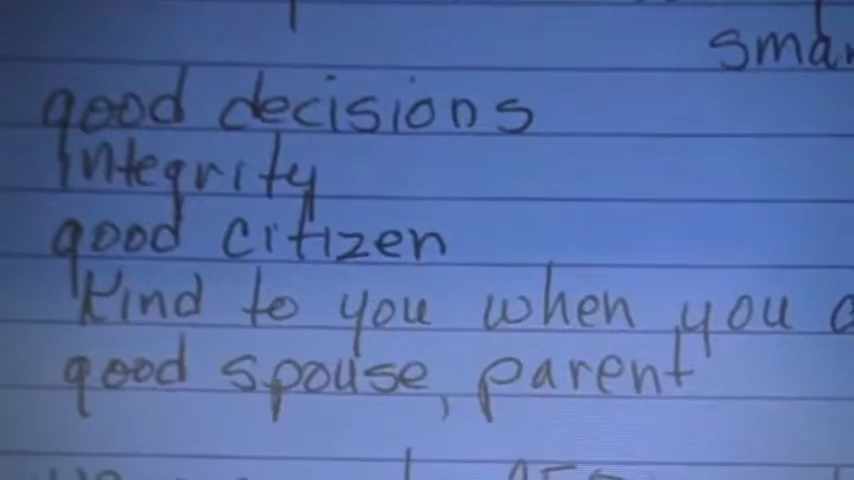 good decisions
integrity
good citizen
Kind to you when you
good spouse, parent